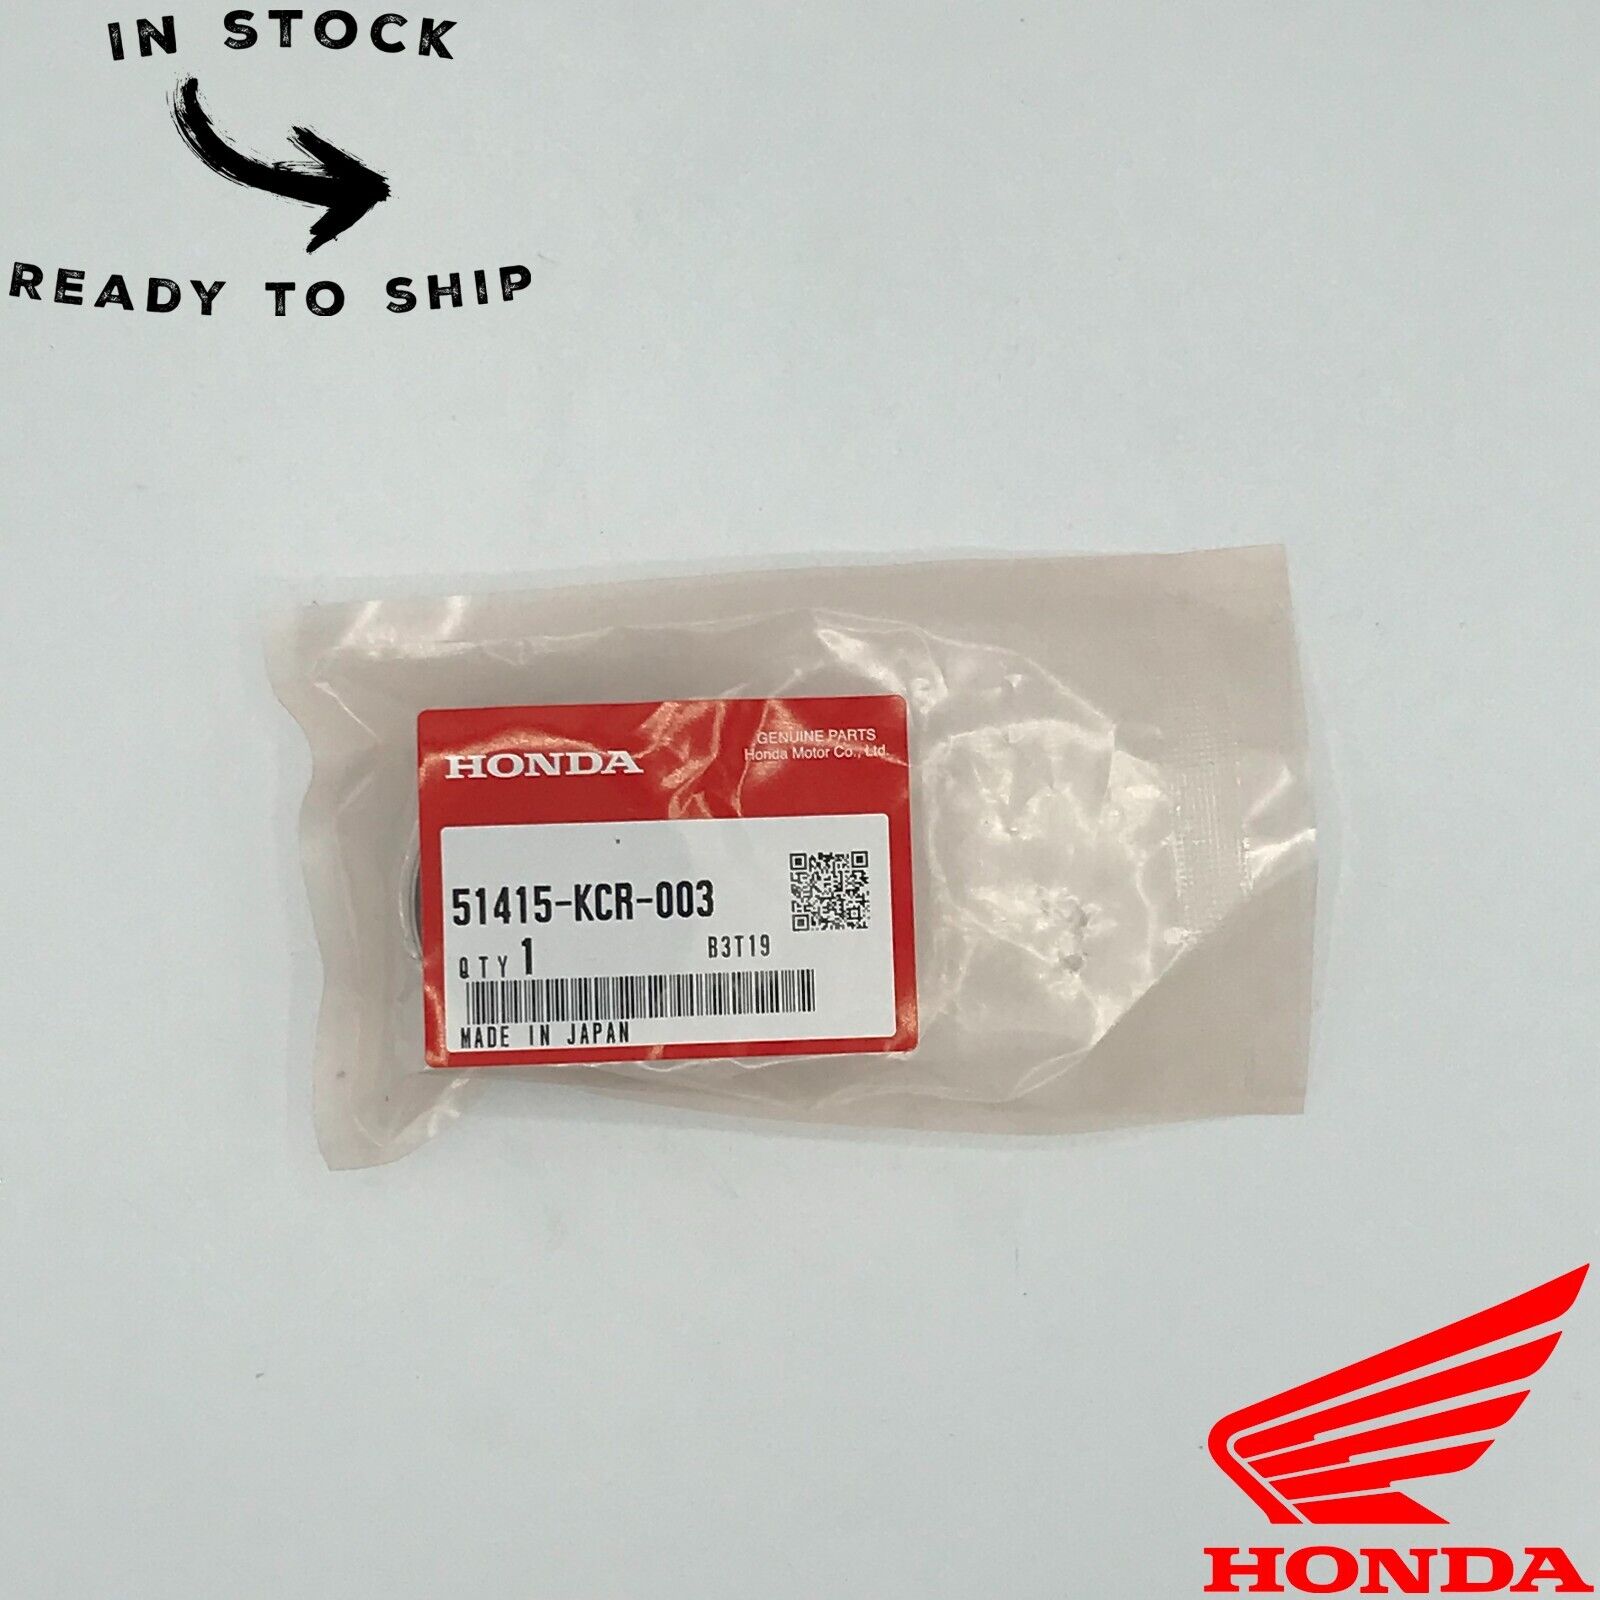 IN STOCK
READY TO SHIP
HONDA
GENUINE PARTS
Honda Motor Co., Ltd.
51415-KCR-003
QTY 1 B3T19
MADE IN JAPAN
HONDA